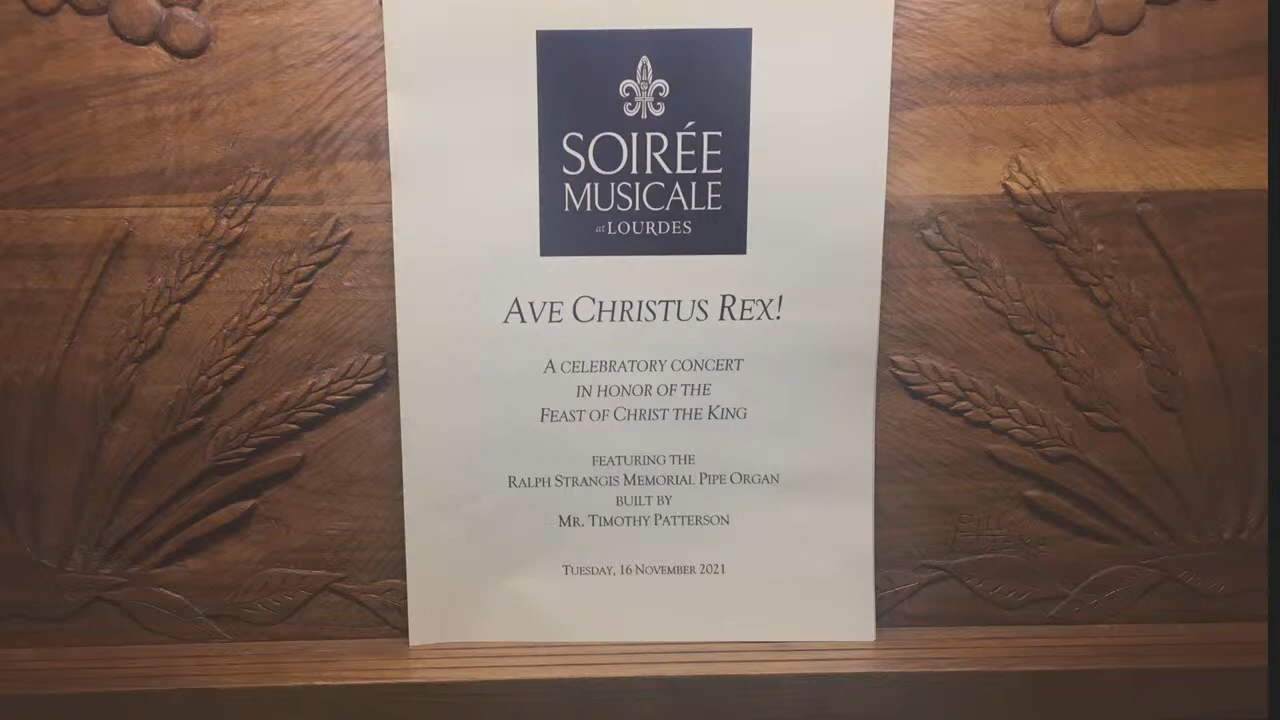 SOIRÉE
MUSICALE
at LOURDES
AVE CHRISTUS REX!
A CELEBRATORY CONCERT
IN HONOR OF THE
FEAST OF CHRIST THE KING
FEATURING THE
RALPH STRANGIS MEMORIAL PIPE ORGAN
BUILT BY
MR. TIMOTHY PATTERSON
TUESDAY, 16 NOVEMBER 2021